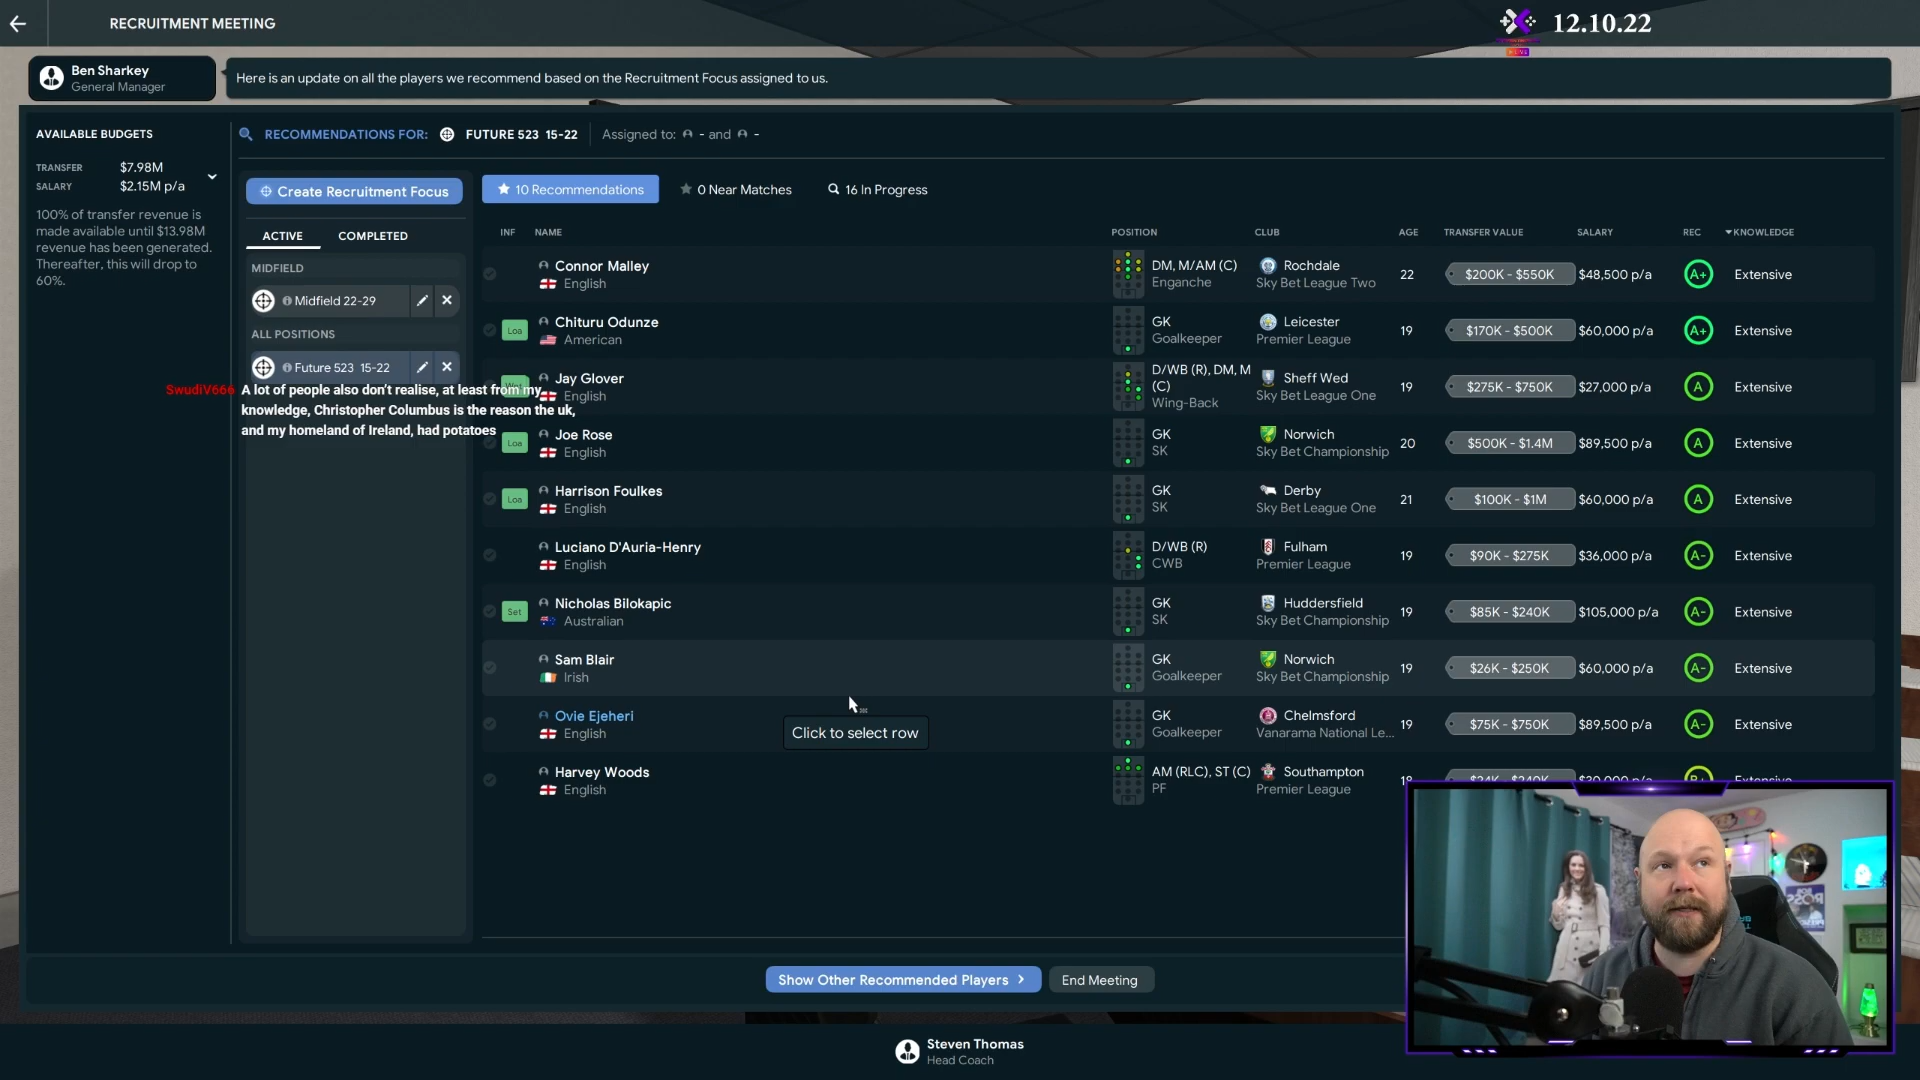 RECRUITMENT MEETING
12.10.22
Ben Sharkey
General Manager
Here is an update on all the players we recommend based on the Recruitment Focus assigned to us.
AVAILABLE BUDGETS
TRANSFER $7.98M
SALARY $2.15M p/a
100% of transfer revenue is
made available until $13.98M
revenue has been generated.
Thereafter, this will drop to
60%.
RECOMMENDATIONS FOR: FUTURE 523 15-22 Assigned to: - and -
Create Recruitment Focus
ACTIVE COMPLETED
MIDFIELD
Midfield 22-29
ALL POSITIONS
Future 523 15-22
SwudiV666 A lot of people also don't realise, at least from my
knowledge, Christopher Columbus is the reason the uk,
and my homeland of Ireland, had potatoes
10 Recommendations 0 Near Matches 16 In Progress
INF NAME POSITION CLUB AGE TRANSFER VALUE SALARY REC KNOWLEDGE
Connor Malley DM, M/AM (C) Rochdale 22 $200K - $550K $48,500 p/a A+ Extensive
English Enganche Sky Bet League Two
Loa Chituru Odunze GK Leicester 19 $170K - $500K $60,000 p/a A+ Extensive
American Goalkeeper Premier League
Jay Glover D/WB (R), DM, M
(C) Sheff Wed 19 $275K - $750K $27,000 p/a A Extensive
English Wing-Back Sky Bet League One
Loa Joe Rose GK Norwich 20 $500K - $1.4M $89,500 p/a A Extensive
English SK Sky Bet Championship
Loa Harrison Foulkes GK Derby 21 $100K - $1M $60,000 p/a A Extensive
English SK Sky Bet League One
Luciano D'Auria-Henry D/WB (R) Fulham 19 $90K - $275K $36,000 p/a A- Extensive
English CWB Premier League
Set Nicholas Bilokapic GK Huddersfield 19 $85K - $240K $105,000 p/a A- Extensive
Australian SK Sky Bet Championship
Sam Blair GK Norwich 19 $26K - $250K $60,000 p/a A- Extensive
Irish Goalkeeper Sky Bet Championship
Ovie Ejeheri GK Chelmsford 19 $75K - $750K $89,500 p/a A- Extensive
English Goalkeeper Vanarama National Le...
Click to select row
Harvey Woods AM (RLC), ST (C) Southampton
English PF Premier League
Show Other Recommended Players
End Meeting
Steven Thomas
Head Coach